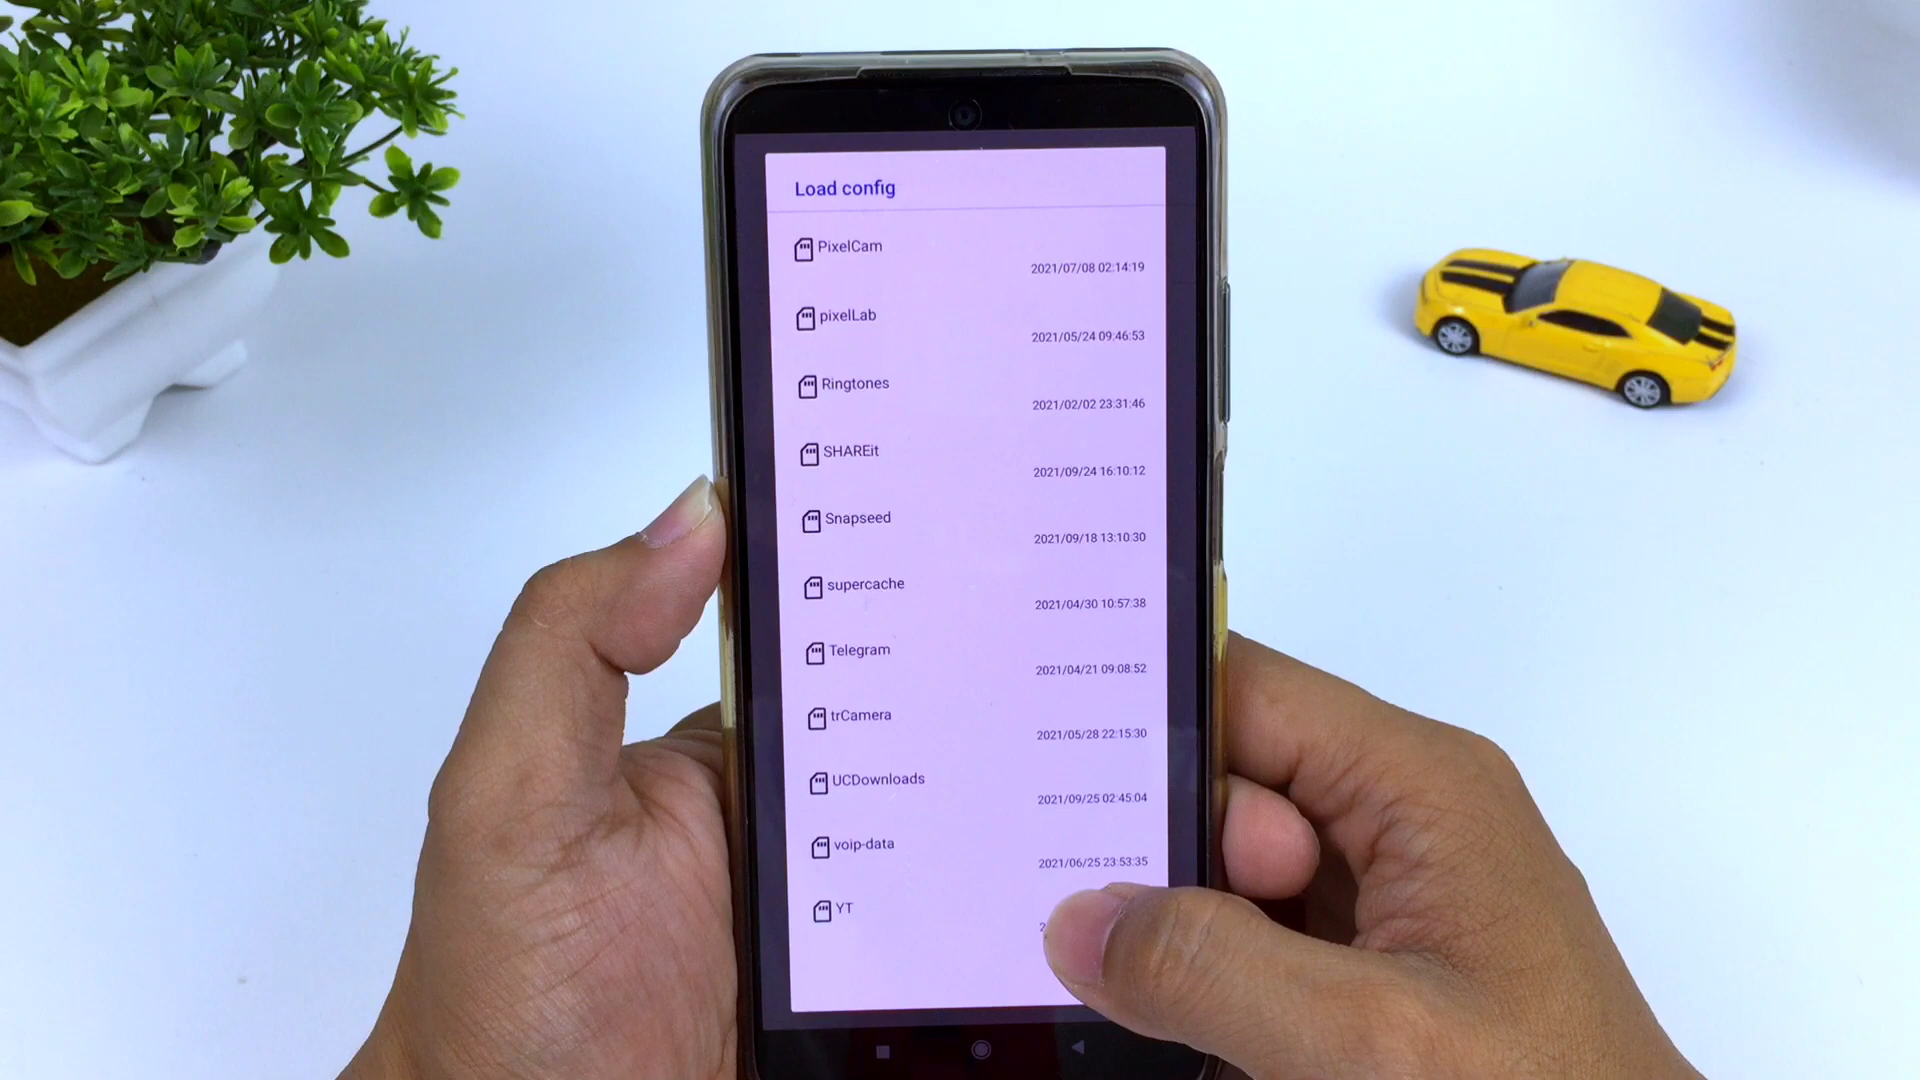 Load config
PixelCam
2021/07/08 02:14:19
pixelLab
2021/05/24 09:46:53
Ringtones
2021/02/02 23:31:46
SHAREit
2021/09/24 16:10:12
Snapseed
2021/09/18 13:10:30
supercache
2021/04/30 10:57:38
Telegram
2021/04/21 09:08:52
trCamera
2021/05/28 22:15:30
UCDownloads
2021/09/25 02:45:04
voip-data
2021/06/25 23:53:35
YT